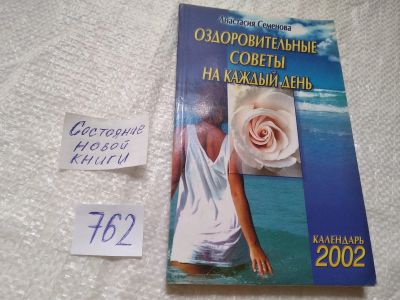 Анастасия Семенова
ОЗДОРОВИТЕЛЬНЫЕ
СОВЕТЫ
НА КАЖДЫЙ ДЕНЬ
КАЛЕНДАРЬ
2002
Состояние
новой
книги
762